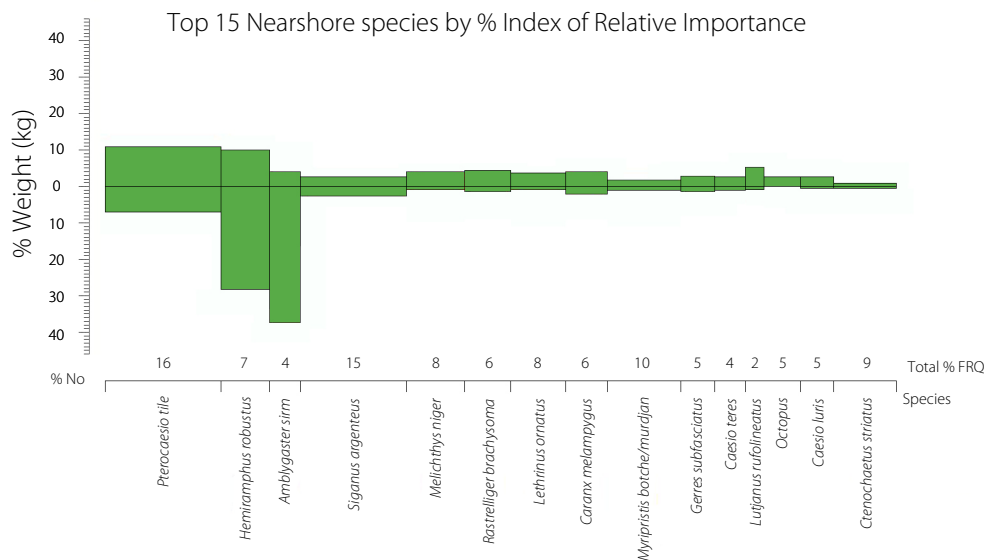 Top 15 Nearshore species by % Index of Relative Importance
% Weight (kg)
40
30
20
10
0
10
20
30
40
16 7 4 15 8 6 8 6 10 5 4 2 5 5 9 Total % FRQ
% No
Species
Pterocaesio tile
Hemiramphus robustus
Amblygaster sirm
Siganus argenteus
Melichthys niger
Rastrelliger brachysoma
Lethrinus ornatus
Caranx melampygus
Myripristis botche/murdjan
Gerres subfasciatus
Caesio teres
Lutjanus rufolineatus
Octopus
Caesio luris
Ctenochaetus striatus